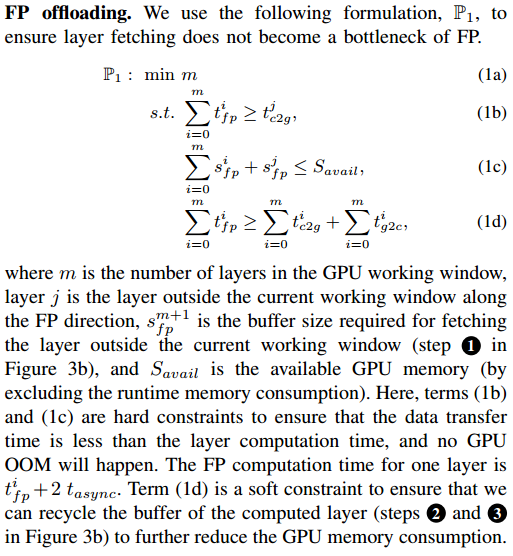 FP offloading. We use the following formulation, ℙ₁, to
ensure layer fetching does not become a bottleneck of FP.
ℙ₁ : min m (1a)
s.t. \sum_{i=0}^{m} t_{fp}^{i} ≥ t_{c2g}^{j}, (1b)
\sum_{i=0}^{m} s_{fp}^{i} + s_{fp}^{j} ≤ S_{avail}, (1c)
\sum_{i=0}^{m} t_{fp}^{i} ≥ \sum_{i=0}^{m} t_{c2g}^{i} + \sum_{i=0}^{m} t_{g2c}^{i}, (1d)
where m is the number of layers in the GPU working window,
layer j is the layer outside the current working window along
the FP direction, s_{fp}^{m+1} is the buffer size required for fetching
the layer outside the current working window (step ❶ in
Figure 3b), and S_{avail} is the available GPU memory (by
excluding the runtime memory consumption). Here, terms (1b)
and (1c) are hard constraints to ensure that the data transfer
time is less than the layer computation time, and no GPU
OOM will happen. The FP computation time for one layer is
t_{fp}^{i} + 2 t_{async}. Term (1d) is a soft constraint to ensure that we
can recycle the buffer of the computed layer (steps ❷ and ❸
in Figure 3b) to further reduce the GPU memory consumption.